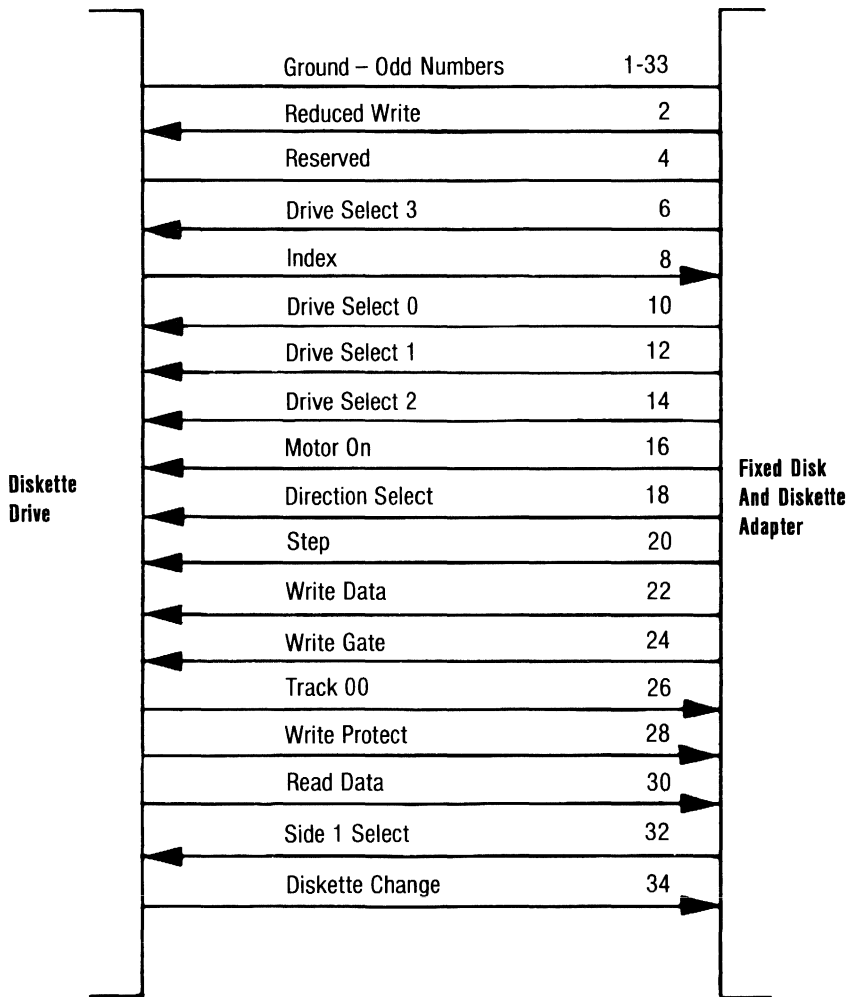 Ground – Odd Numbers 1-33
Reduced Write 2
Reserved 4
Drive Select 3 6
Index 8
Drive Select 0 10
Drive Select 1 12
Drive Select 2 14
Motor On 16
Direction Select 18
Step 20
Write Data 22
Write Gate 24
Track 00 26
Write Protect 28
Read Data 30
Side 1 Select 32
Diskette Change 34
Diskette
Drive
Fixed Disk
And Diskette
Adapter